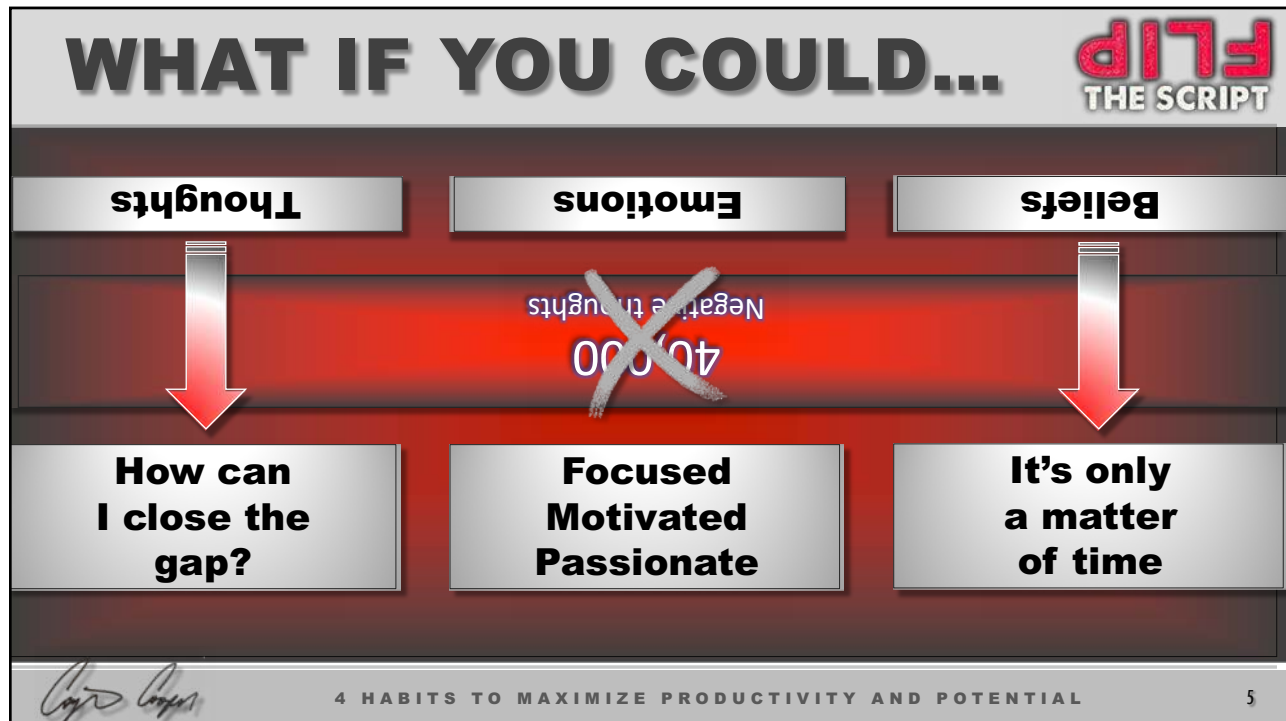 WHAT IF YOU COULD...
FLIP
THE SCRIPT
Thoughts
Emotions
Beliefs
Negative thoughts
40,000
How can
I close the
gap?
Focused
Motivated
Passionate
It’s only
a matter
of time
4 HABITS TO MAXIMIZE PRODUCTIVITY AND POTENTIAL
5